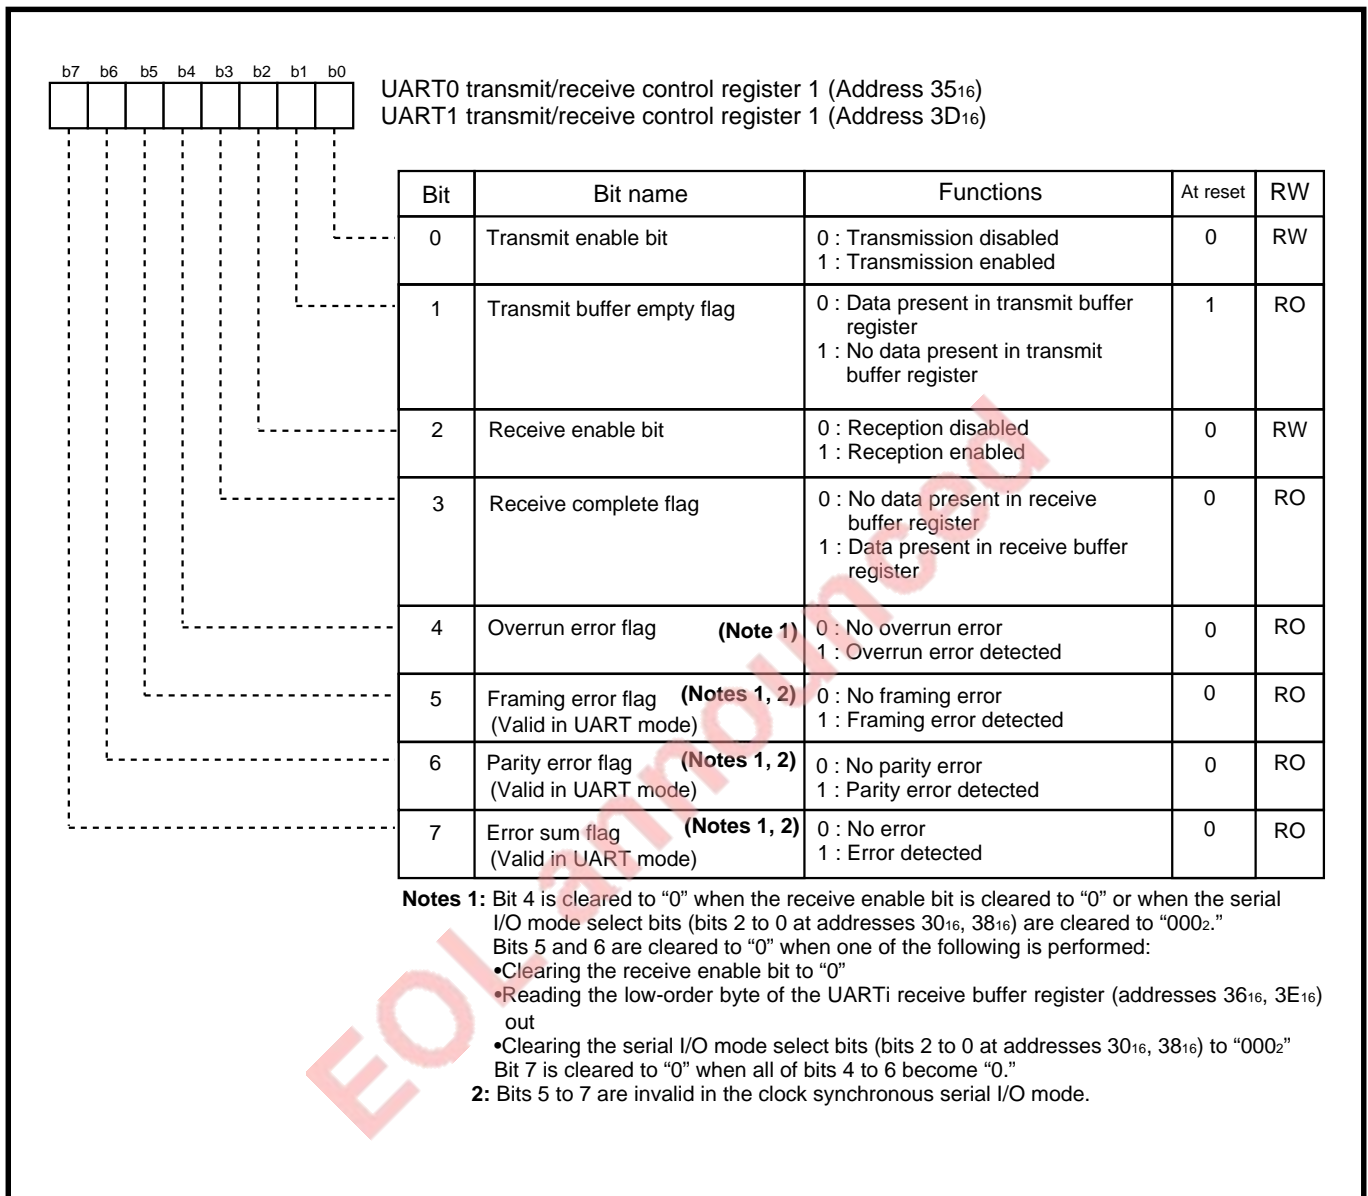 b7 b6 b5 b4 b3 b2 b1 b0
UART0 transmit/receive control register 1 (Address 35₁₆)
UART1 transmit/receive control register 1 (Address 3D₁₆)
Bit Bit name Functions At reset RW
0 Transmit enable bit 0 : Transmission disabled 0 RW
1 : Transmission enabled
1 Transmit buffer empty flag 0 : Data present in transmit buffer 1 RO
register
1 : No data present in transmit
buffer register
2 Receive enable bit 0 : Reception disabled 0 RW
1 : Reception enabled
3 Receive complete flag 0 : No data present in receive 0 RO
buffer register
1 : Data present in receive buffer
register
4 Overrun error flag (Note 1) 0 : No overrun error 0 RO
1 : Overrun error detected
5 Framing error flag (Notes 1, 2) 0 : No framing error 0 RO
(Valid in UART mode) 1 : Framing error detected
6 Parity error flag (Notes 1, 2) 0 : No parity error 0 RO
(Valid in UART mode) 1 : Parity error detected
7 Error sum flag (Notes 1, 2) 0 : No error 0 RO
(Valid in UART mode) 1 : Error detected
Notes 1: Bit 4 is cleared to “0” when the receive enable bit is cleared to “0” or when the serial
I/O mode select bits (bits 2 to 0 at addresses 30₁₆, 38₁₆) are cleared to “000₂.”
Bits 5 and 6 are cleared to “0” when one of the following is performed:
•Clearing the receive enable bit to “0”
•Reading the low-order byte of the UARTi receive buffer register (addresses 36₁₆, 3E₁₆)
out
•Clearing the serial I/O mode select bits (bits 2 to 0 at addresses 30₁₆, 38₁₆) to “000₂”
Bit 7 is cleared to “0” when all of bits 4 to 6 become “0.”
2: Bits 5 to 7 are invalid in the clock synchronous serial I/O mode.
EOL announced